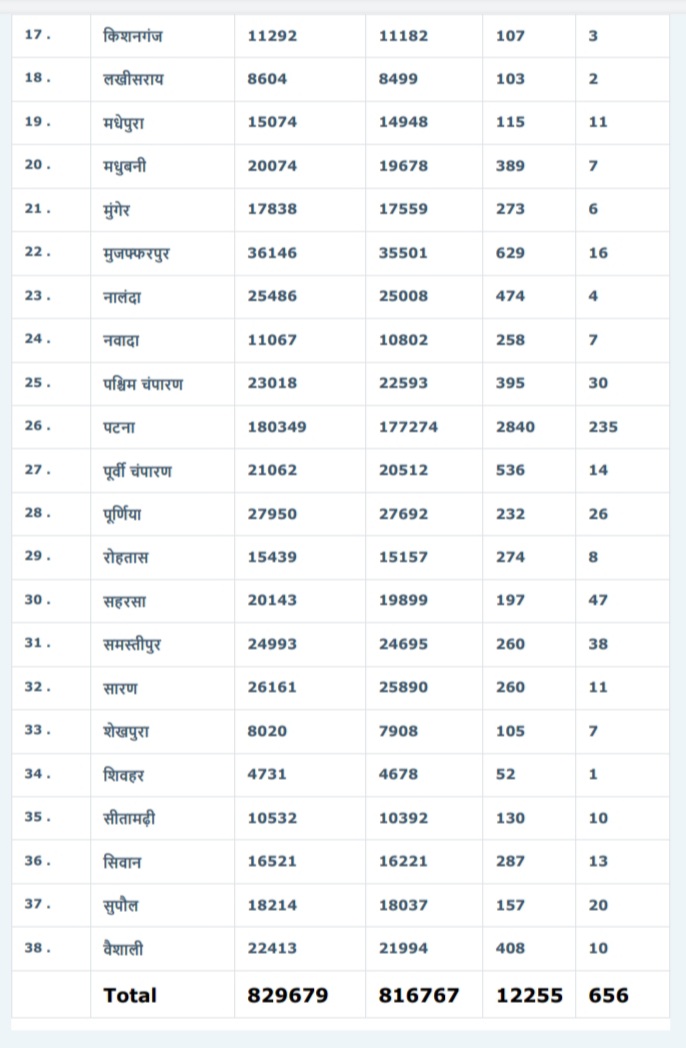 17 . किशनगंज 11292 11182 107 3
18 . लखीसराय 8604 8499 103 2
19 . मधेपुरा 15074 14948 115 11
20 . मधुबनी 20074 19678 389 7
21 . मुंगेर 17838 17559 273 6
22 . मुजफ्फरपुर 36146 35501 629 16
23 . नालंदा 25486 25008 474 4
24 . नवादा 11067 10802 258 7
25 . पश्चिम चंपारण 23018 22593 395 30
26 . पटना 180349 177274 2840 235
27 . पूर्वी चंपारण 21062 20512 536 14
28 . पूर्णिया 27950 27692 232 26
29 . रोहतास 15439 15157 274 8
30 . सहरसा 20143 19899 197 47
31 . समस्तीपुर 24993 24695 260 38
32 . सारण 26161 25890 260 11
33 . शेखपुरा 8020 7908 105 7
34 . शिवहर 4731 4678 52 1
35 . सीतामढ़ी 10532 10392 130 10
36 . सिवान 16521 16221 287 13
37 . सुपौल 18214 18037 157 20
38 . वैशाली 22413 21994 408 10
Total 829679 816767 12255 656